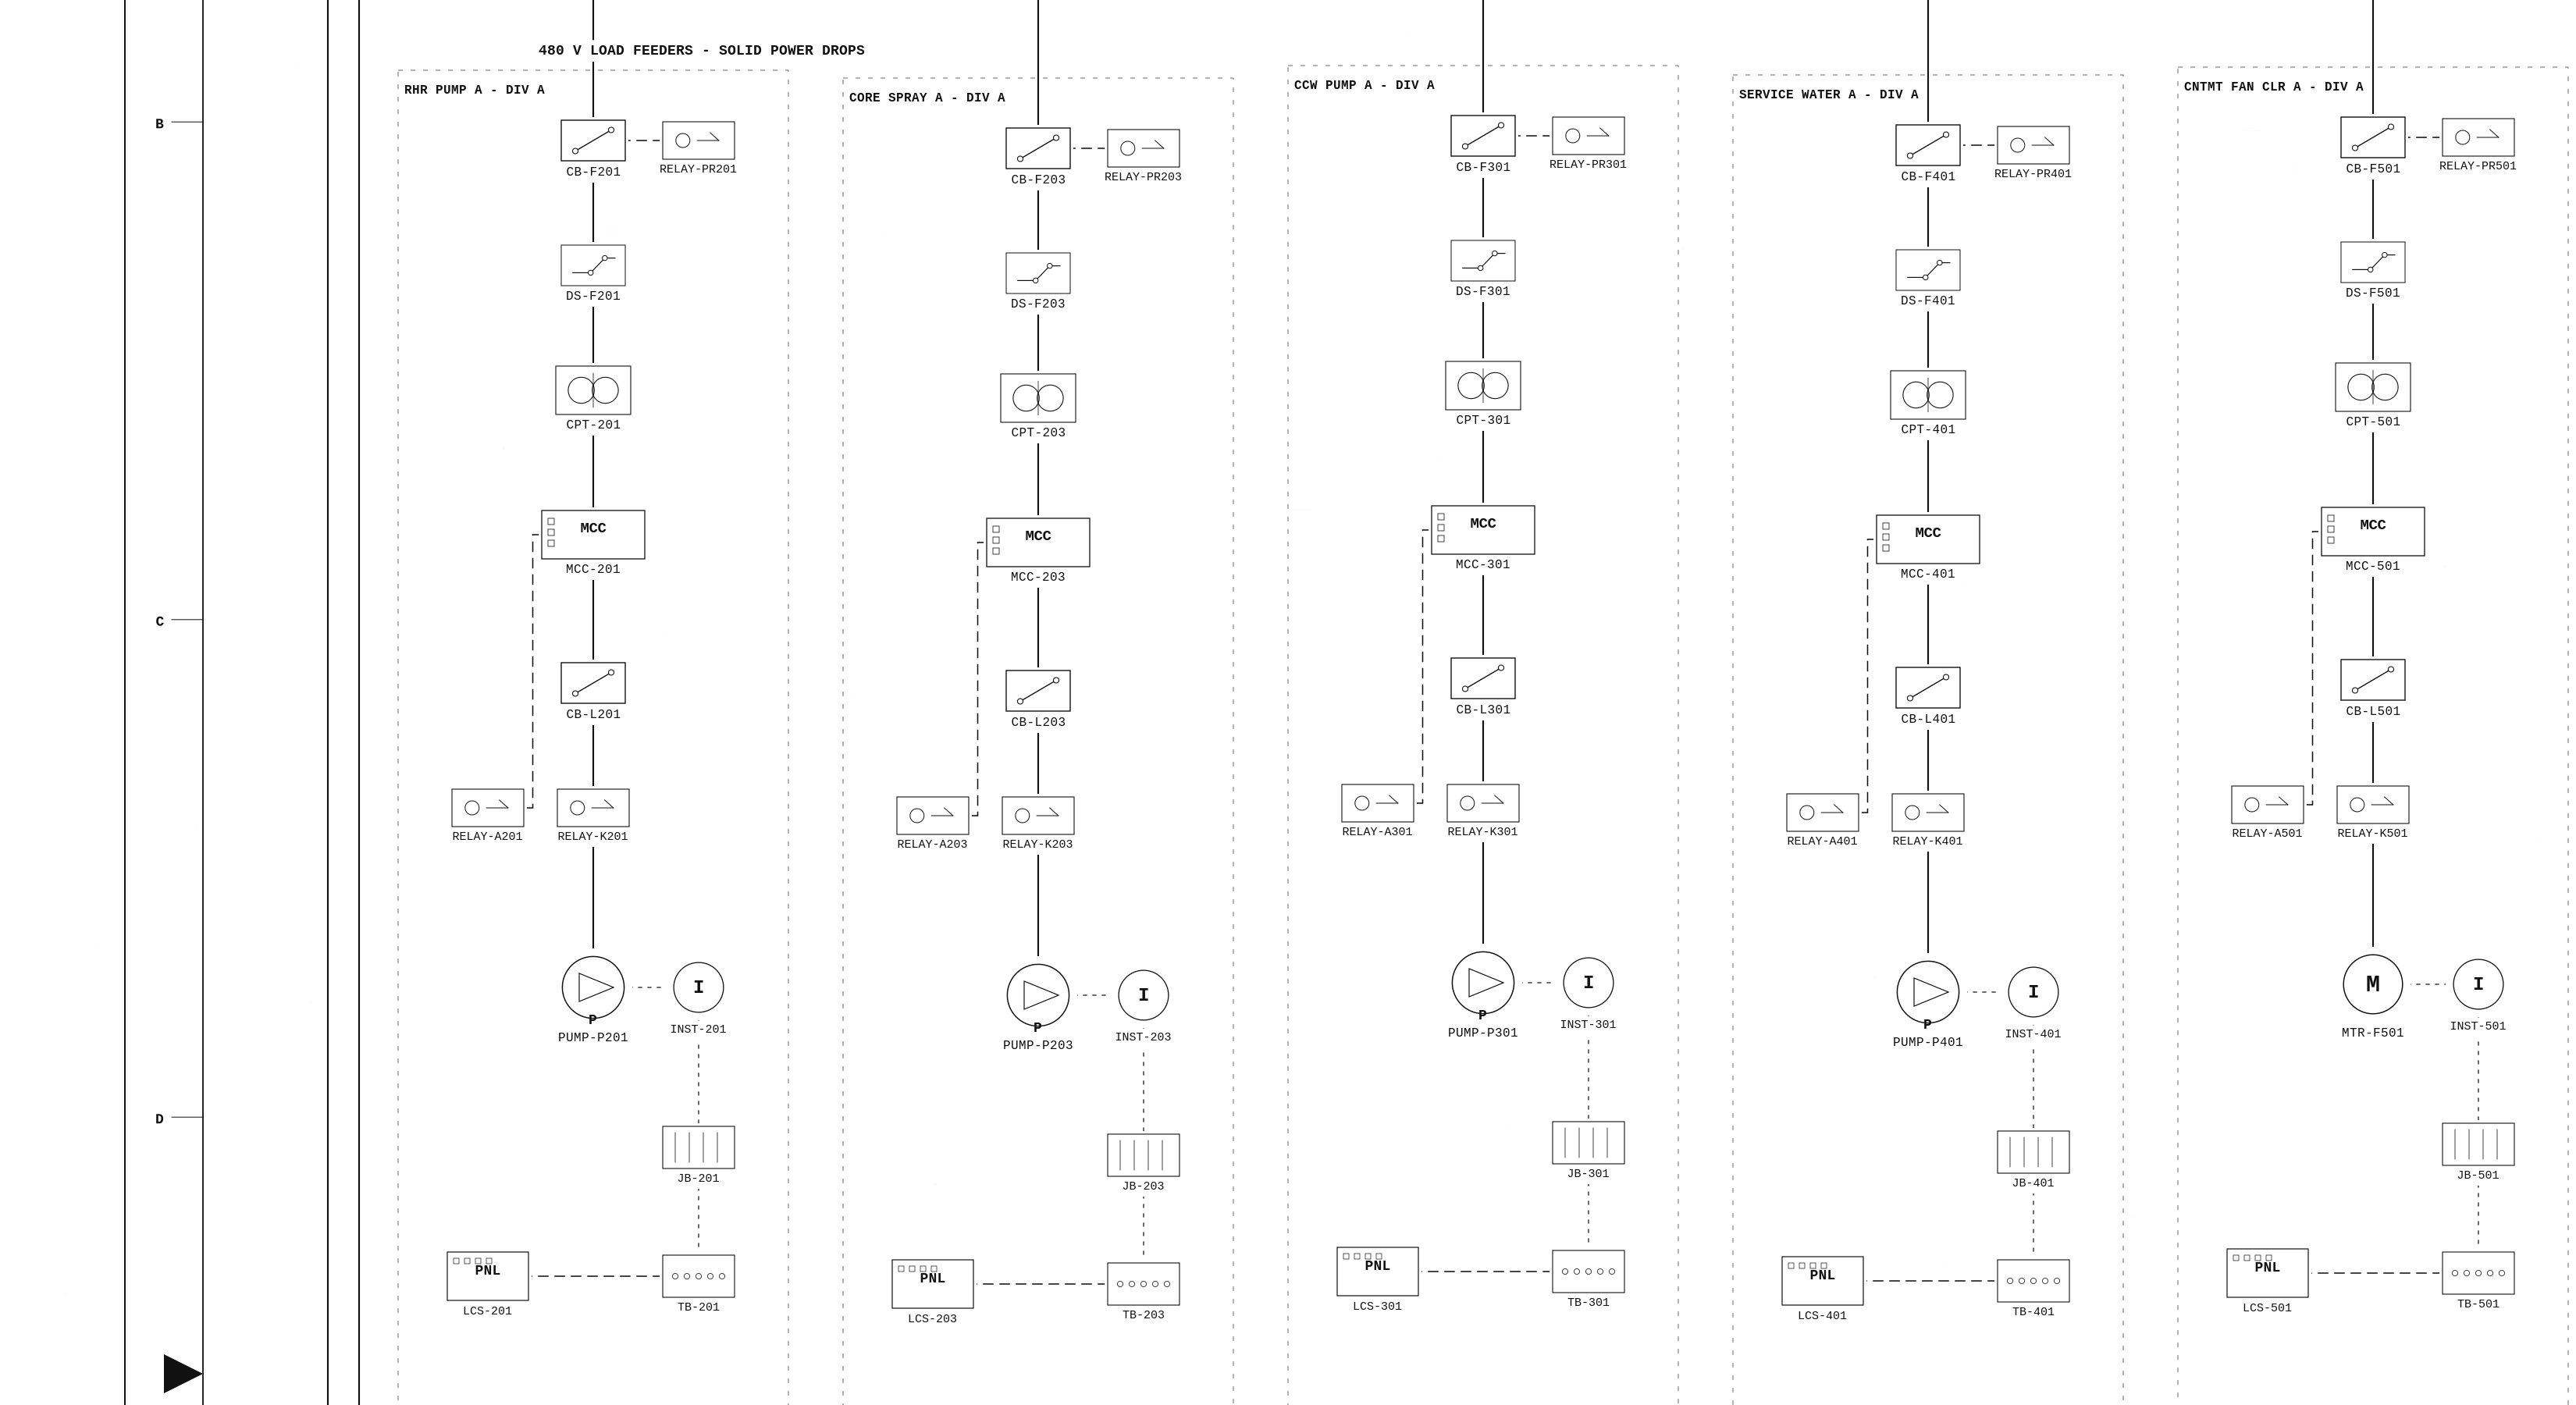 480 V LOAD FEEDERS - SOLID POWER DROPS
B
C
D
RHR PUMP A - DIV A
CB-F201
RELAY-PR201
DS-F201
CPT-201
MCC
MCC-201
CB-L201
RELAY-A201
RELAY-K201
P
PUMP-P201
I
INST-201
JB-201
PNL
LCS-201
TB-201
CORE SPRAY A - DIV A
CB-F203
RELAY-PR203
DS-F203
CPT-203
MCC
MCC-203
CB-L203
RELAY-A203
RELAY-K203
P
PUMP-P203
I
INST-203
JB-203
PNL
LCS-203
TB-203
CCW PUMP A - DIV A
CB-F301
RELAY-PR301
DS-F301
CPT-301
MCC
MCC-301
CB-L301
RELAY-A301
RELAY-K301
P
PUMP-P301
I
INST-301
JB-301
PNL
LCS-301
TB-301
SERVICE WATER A - DIV A
CB-F401
RELAY-PR401
DS-F401
CPT-401
MCC
MCC-401
CB-L401
RELAY-A401
RELAY-K401
P
PUMP-P401
I
INST-401
JB-401
PNL
LCS-401
TB-401
CNTMT FAN CLR A - DIV A
CB-F501
RELAY-PR501
DS-F501
CPT-501
MCC
MCC-501
CB-L501
RELAY-A501
RELAY-K501
M
MTR-F501
I
INST-501
JB-501
PNL
LCS-501
TB-501